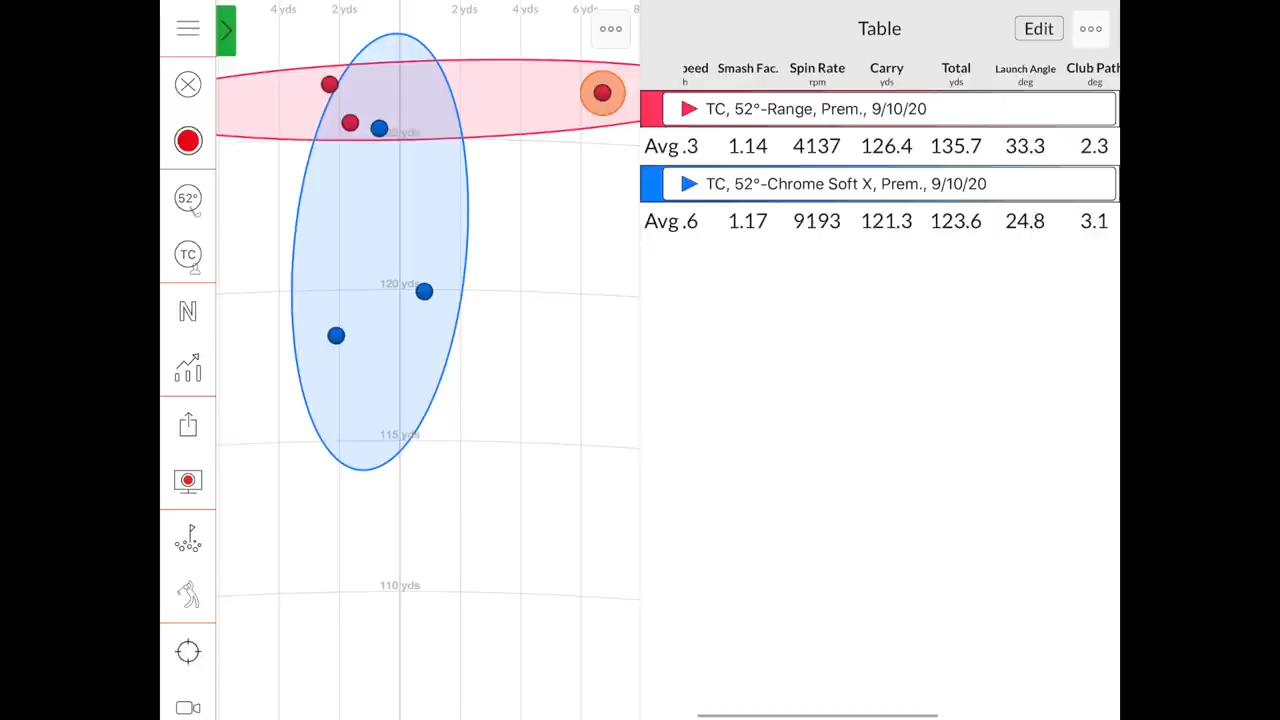 4 yds 2 yds 2 yds 4 yds 6 yds 8
52°
TC
N
125 yds
120 yds
115 yds
110 yds
Table
Edit
peed Smash Fac. Spin Rate Carry Total Launch Angle Club Path
h rpm yds yds deg deg
TC, 52°-Range, Prem., 9/10/20
Avg .3 1.14 4137 126.4 135.7 33.3 2.3
TC, 52°-Chrome Soft X, Prem., 9/10/20
Avg .6 1.17 9193 121.3 123.6 24.8 3.1